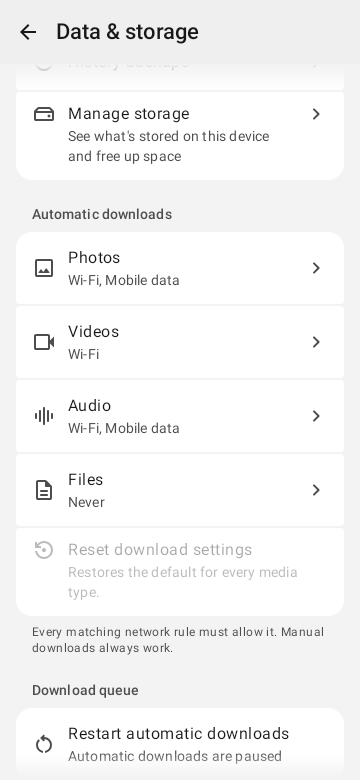 Data & storage
Manage storage
See what's stored on this device
and free up space
Automatic downloads
Photos
Wi-Fi, Mobile data
Videos
Wi-Fi
Audio
Wi-Fi, Mobile data
Files
Never
Reset download settings
Restores the default for every media
type.
Every matching network rule must allow it. Manual
downloads always work.
Download queue
Restart automatic downloads
Automatic downloads are paused